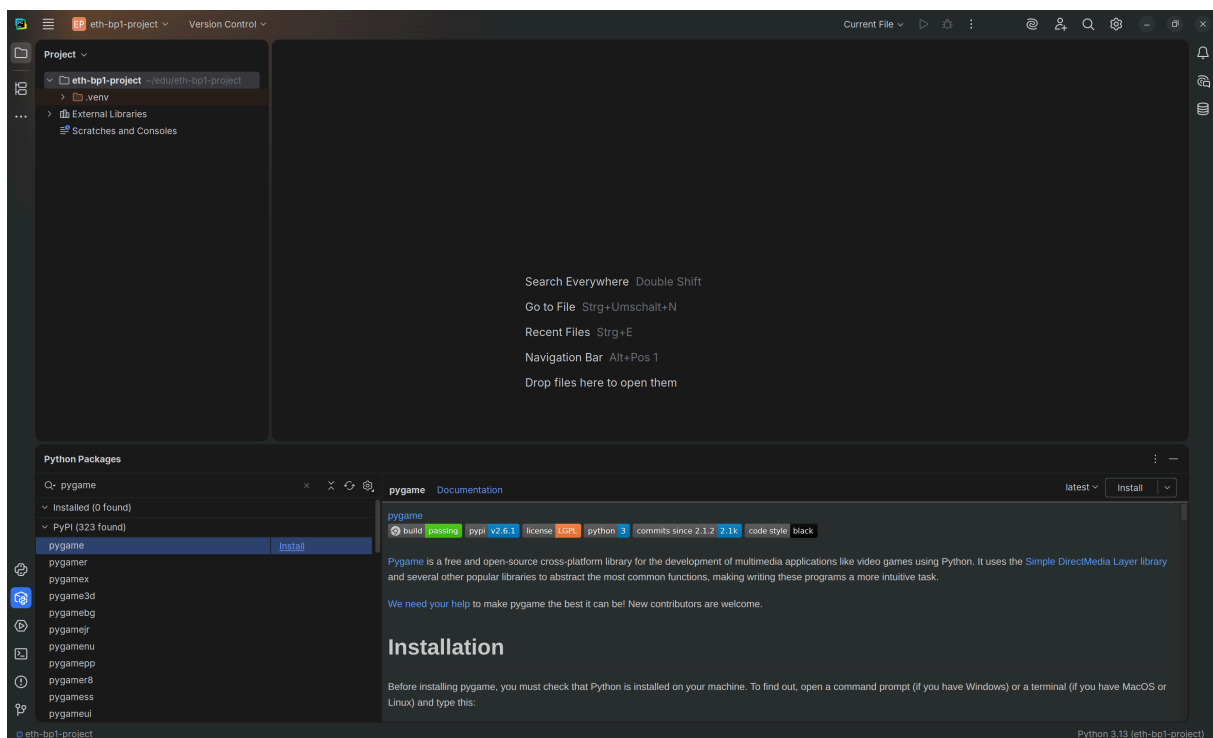 EP eth-bp1-project Version Control Current File
Project
eth-bp1-project ~/edu/eth-bp1-project
.venv
External Libraries
Scratches and Consoles
Search Everywhere Double Shift
Go to File Strg+Umschalt+N
Recent Files Strg+E
Navigation Bar Alt+Pos 1
Drop files here to open them
Python Packages
pygame
Installed (0 found)
PyPI (323 found)
pygame Install
pygamer
pygamex
pygame3d
pygamebg
pygamejr
pygamenu
pygamepp
pygamer8
pygamess
pygameui
pygame Documentation latest Install
pygame
build passing pypi v2.6.1 license LGPL python 3 commits since 2.1.2 2.1k code style black
Pygame is a free and open-source cross-platform library for the development of multimedia applications like video games using Python. It uses the Simple DirectMedia Layer library
and several other popular libraries to abstract the most common functions, making writing these programs a more intuitive task.
We need your help to make pygame the best it can be! New contributors are welcome.
Installation
Before installing pygame, you must check that Python is installed on your machine. To find out, open a command prompt (if you have Windows) or a terminal (if you have MacOS or
Linux) and type this:
eth-bp1-project Python 3.13 (eth-bp1-project)